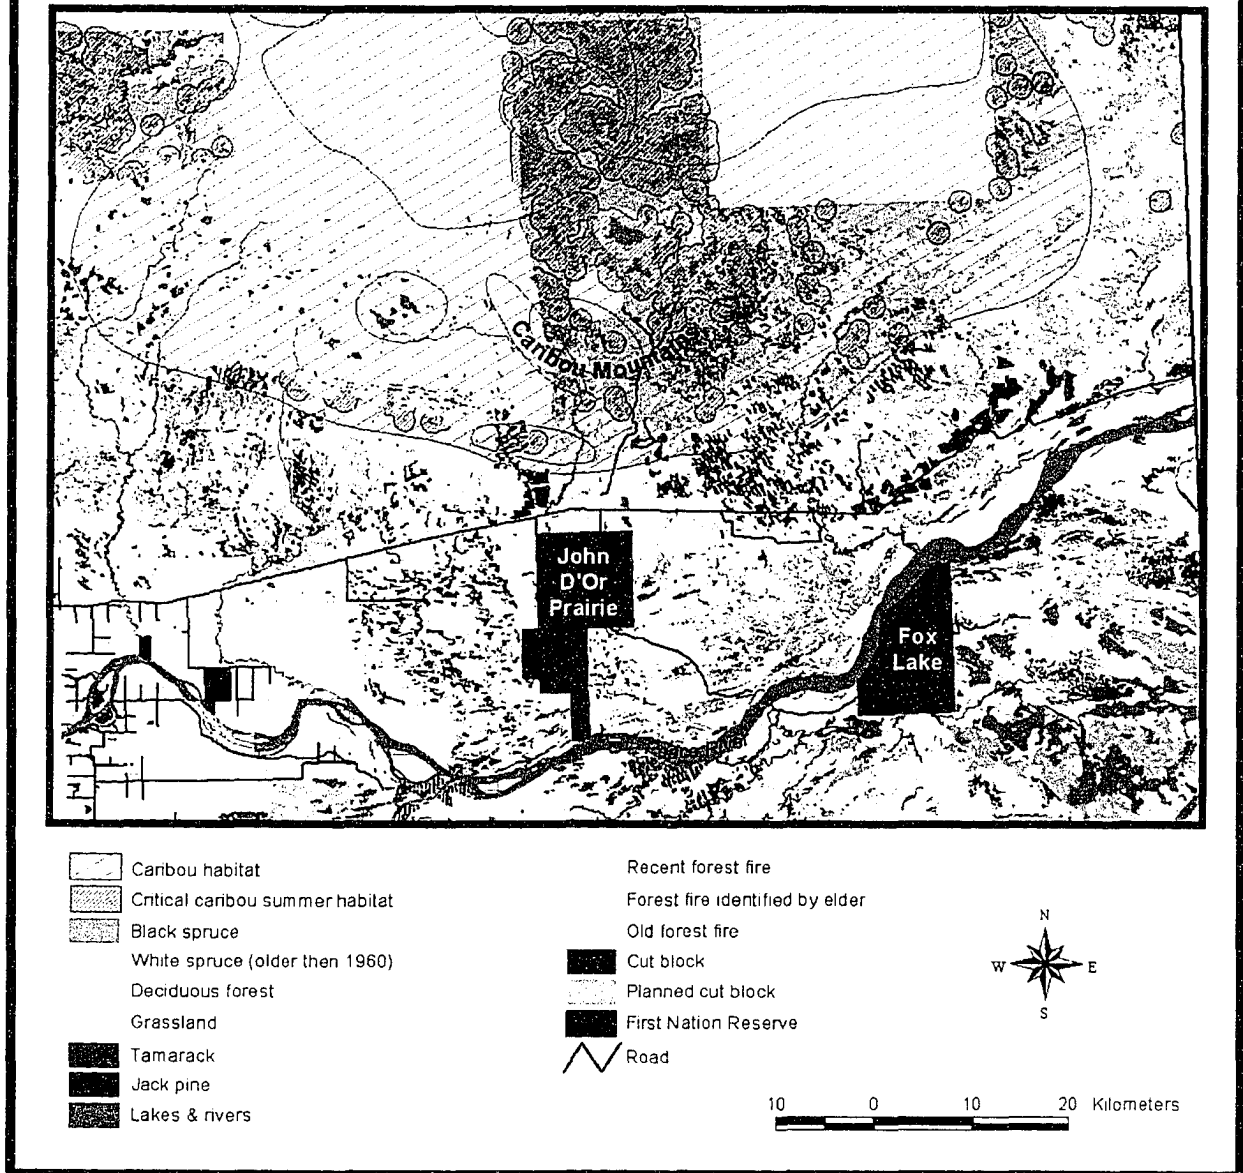 Caribou Mountain
John
D'Or
Prairie
Fox
Lake
Caribou habitat
Critical caribou summer habitat
Black spruce
White spruce (older then 1960)
Deciduous forest
Grassland
Tamarack
Jack pine
Lakes & rivers
Recent forest fire
Forest fire identified by elder
Old forest fire
Cut block
Planned cut block
First Nation Reserve
Road
N
W E
S
10 0 10 20 Kilometers